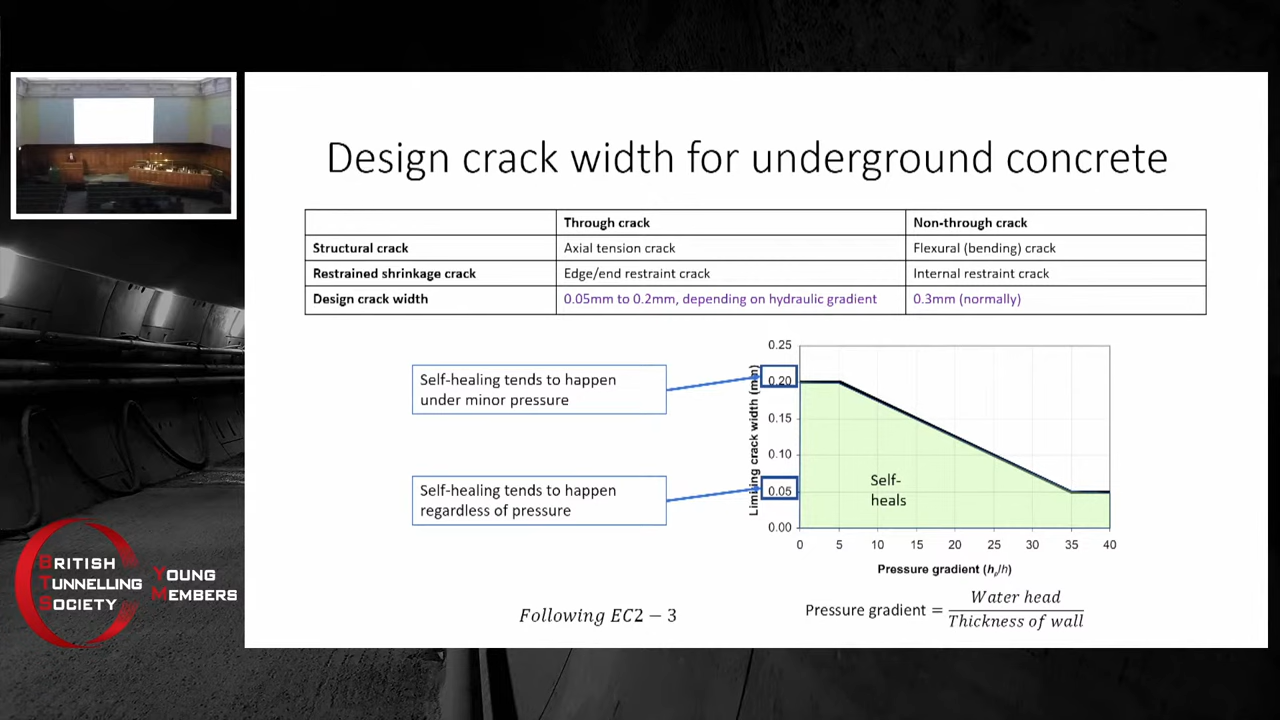 Design crack width for underground concrete
Through crack
Non-through crack
Structural crack
Axial tension crack
Flexural (bending) crack
Restrained shrinkage crack
Edge/end restraint crack
Internal restraint crack
Design crack width
0.05mm to 0.2mm, depending on hydraulic gradient
0.3mm (normally)
Self-healing tends to happen
under minor pressure
Self-healing tends to happen
regardless of pressure
Limiting crack width (mm)
0.25
0.20
0.15
0.10
0.05
0.00
Self-
heals
0 5 10 15 20 25 30 35 40
Pressure gradient (hp/h)
Following EC2 − 3
Pressure gradient = Water head
Thickness of wall
BRITISH
TUNNELLING
SOCIETY
YOUNG
MEMBERS